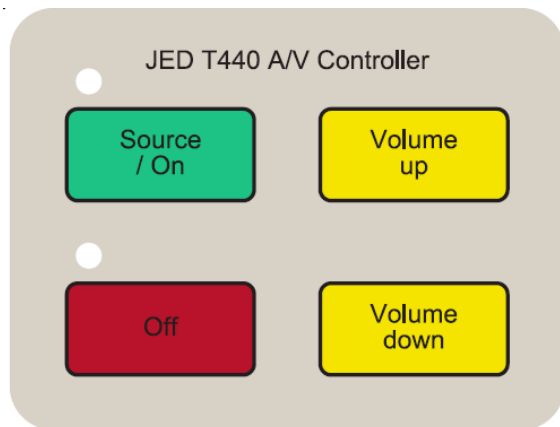 JED T440 A/V Controller
Source
/ On
Volume
up
Off
Volume
down